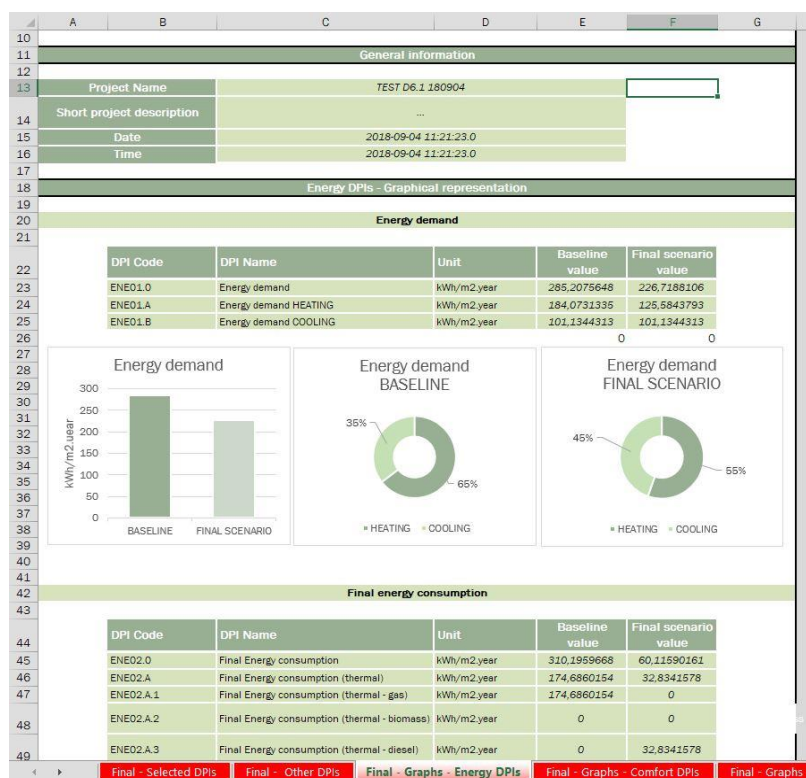 A B C D E F G
10
11 General information
12
13 Project Name TEST D6.1 180904
14 Short project description ...
15 Date 2018-09-04 11:21:23.0
16 Time 2018-09-04 11:21:23.0
17
18 Energy DPIs - Graphical representation
19
20 Energy demand
21
22 DPI Code DPI Name Unit Baseline value Final scenario value
23 ENE01.0 Energy demand kWh/m2.year 285,2075648 226,7188106
24 ENE01.A Energy demand HEATING kWh/m2.year 184,0731335 125,5843793
25 ENE01.B Energy demand COOLING kWh/m2.year 101,1344313 101,1344313
26 0 0
27
28
29
30
31
32
33
34
35
36
37
38
39
Energy demand
300
250
200
150
100
50
0
kWh/m2.uear
BASELINE FINAL SCENARIO
Energy demand
BASELINE
35%
65%
HEATING COOLING
Energy demand
FINAL SCENARIO
45%
55%
HEATING COOLING
40
41
42 Final energy consumption
43
44 DPI Code DPI Name Unit Baseline value Final scenario value
45 ENE02.0 Final Energy consumption kWh/m2.year 310,1959668 60,11590161
46 ENE02.A Final Energy consumption (thermal) kWh/m2.year 174,6860154 32,8341578
47 ENE02.A.1 Final Energy consumption (thermal - gas) kWh/m2.year 174,6860154 0
48 ENE02.A.2 Final Energy consumption (thermal - biomass) kWh/m2.year 0 0
49 ENE02.A.3 Final Energy consumption (thermal - diesel) kWh/m2.year 0 32,8341578
Final - Selected DPIs Final - Other DPIs Final - Graphs - Energy DPIs Final - Graphs - Comfort DPIs Final - Graphs